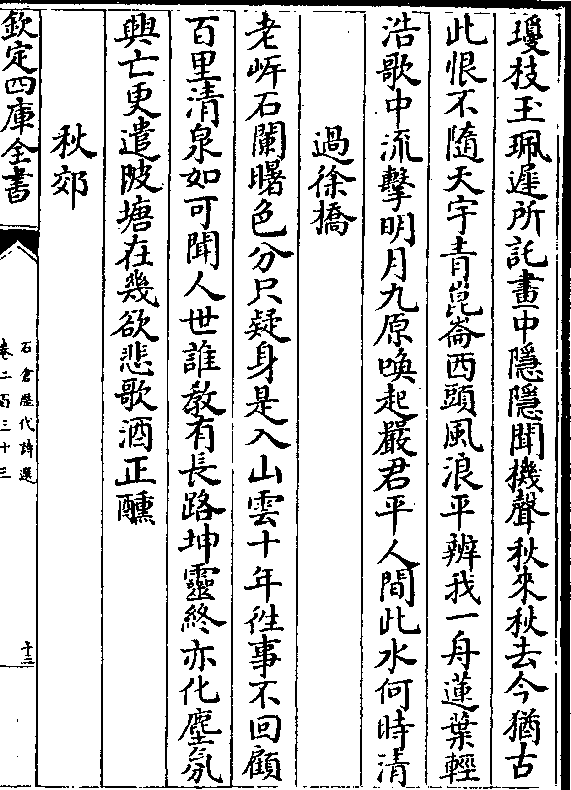 瓊枝玉珮遲所託畫中隱隱聞機聲秋來秋去今猶古
此恨不隨天宇青崑崙西頭風浪平辨我一舟蓮葉輕
浩歌中流擊明月九原喚起嚴君平人間此水何時清
過徐橋
老岍石闌曙色分只疑身是入山雲十年徃事不回顧
百里清泉如可聞人世誰教有長路坤靈終亦化塵氛
興亡更遣陂塘在幾欲悲歌酒正醺
秋郊
欽定四庫全書
石倉歷代詩選
卷二百三十三
十三